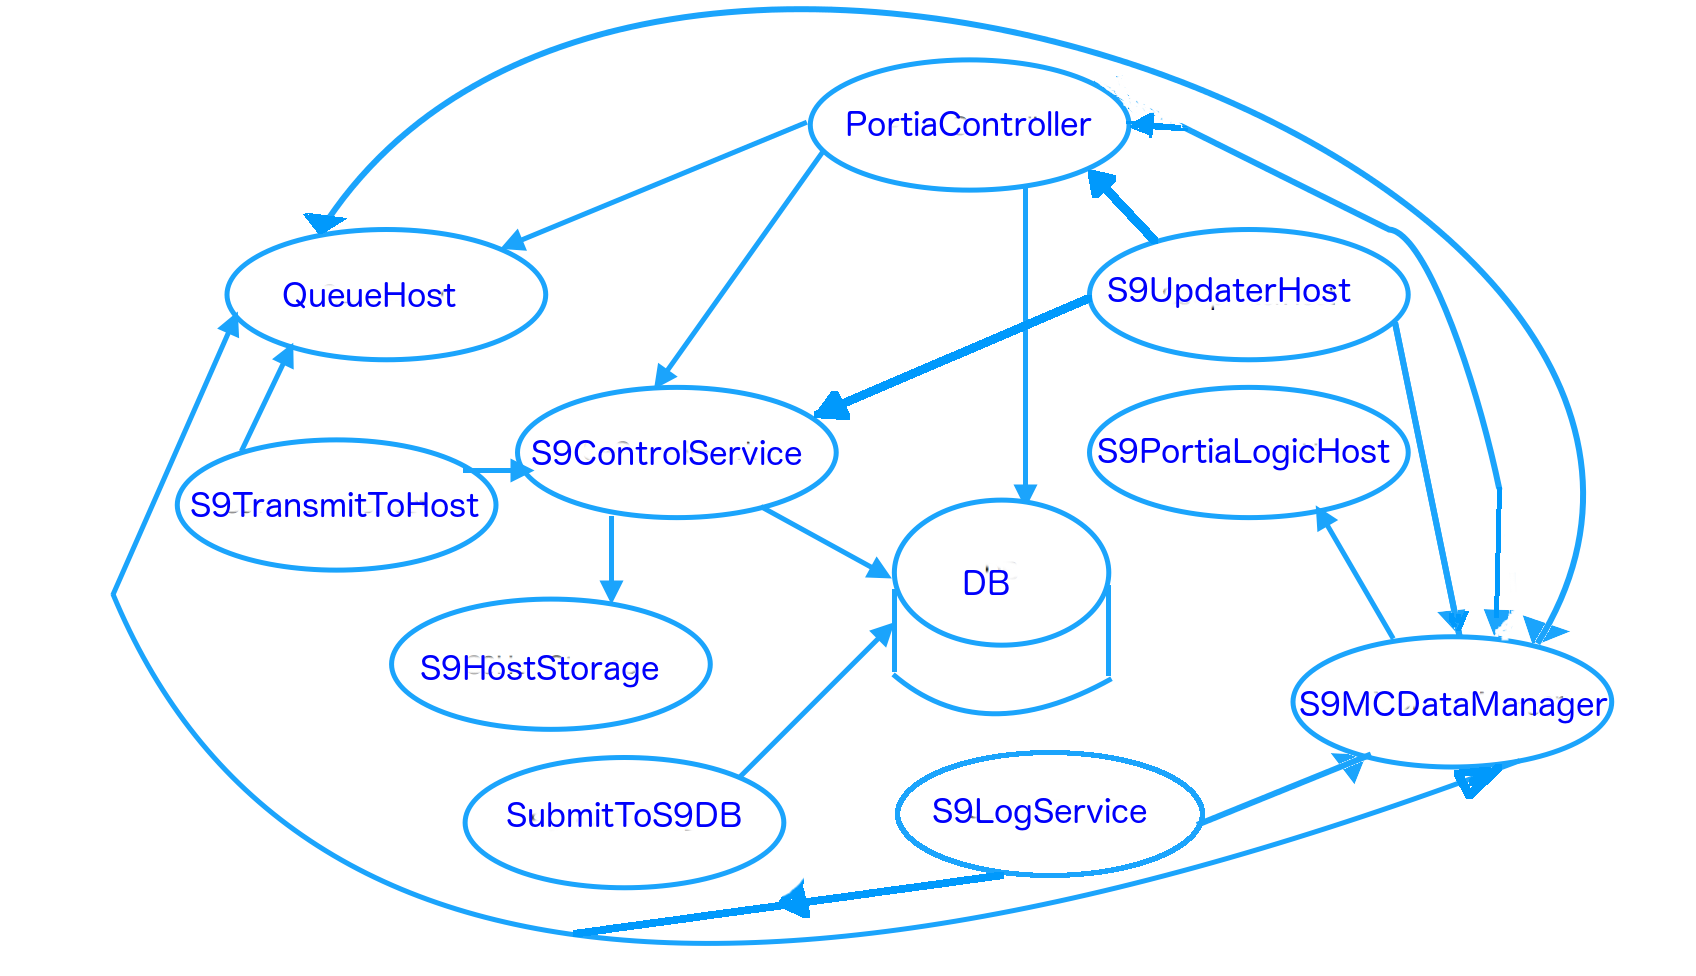 PortiaController
QueueHost
S9UpdaterHost
S9ControlService
S9PortiaLogicHost
S9TransmitToHost
DB
S9HostStorage
S9MCDataManager
SubmitToS9DB
S9LogService